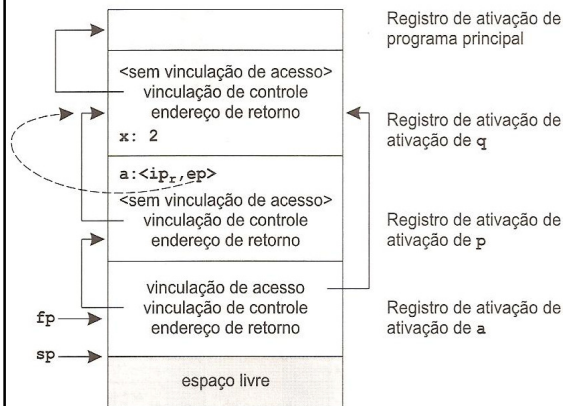 Registro de ativação de
programa principal
<sem vinculação de acesso>
vinculação de controle
endereço de retorno
x: 2
Registro de ativação de
ativação de q
a:<ipr,ep>
<sem vinculação de acesso>
vinculação de controle
endereço de retorno
Registro de ativação de
ativação de p
vinculação de acesso
vinculação de controle
endereço de retorno
Registro de ativação de
ativação de a
fp
sp
espaço livre